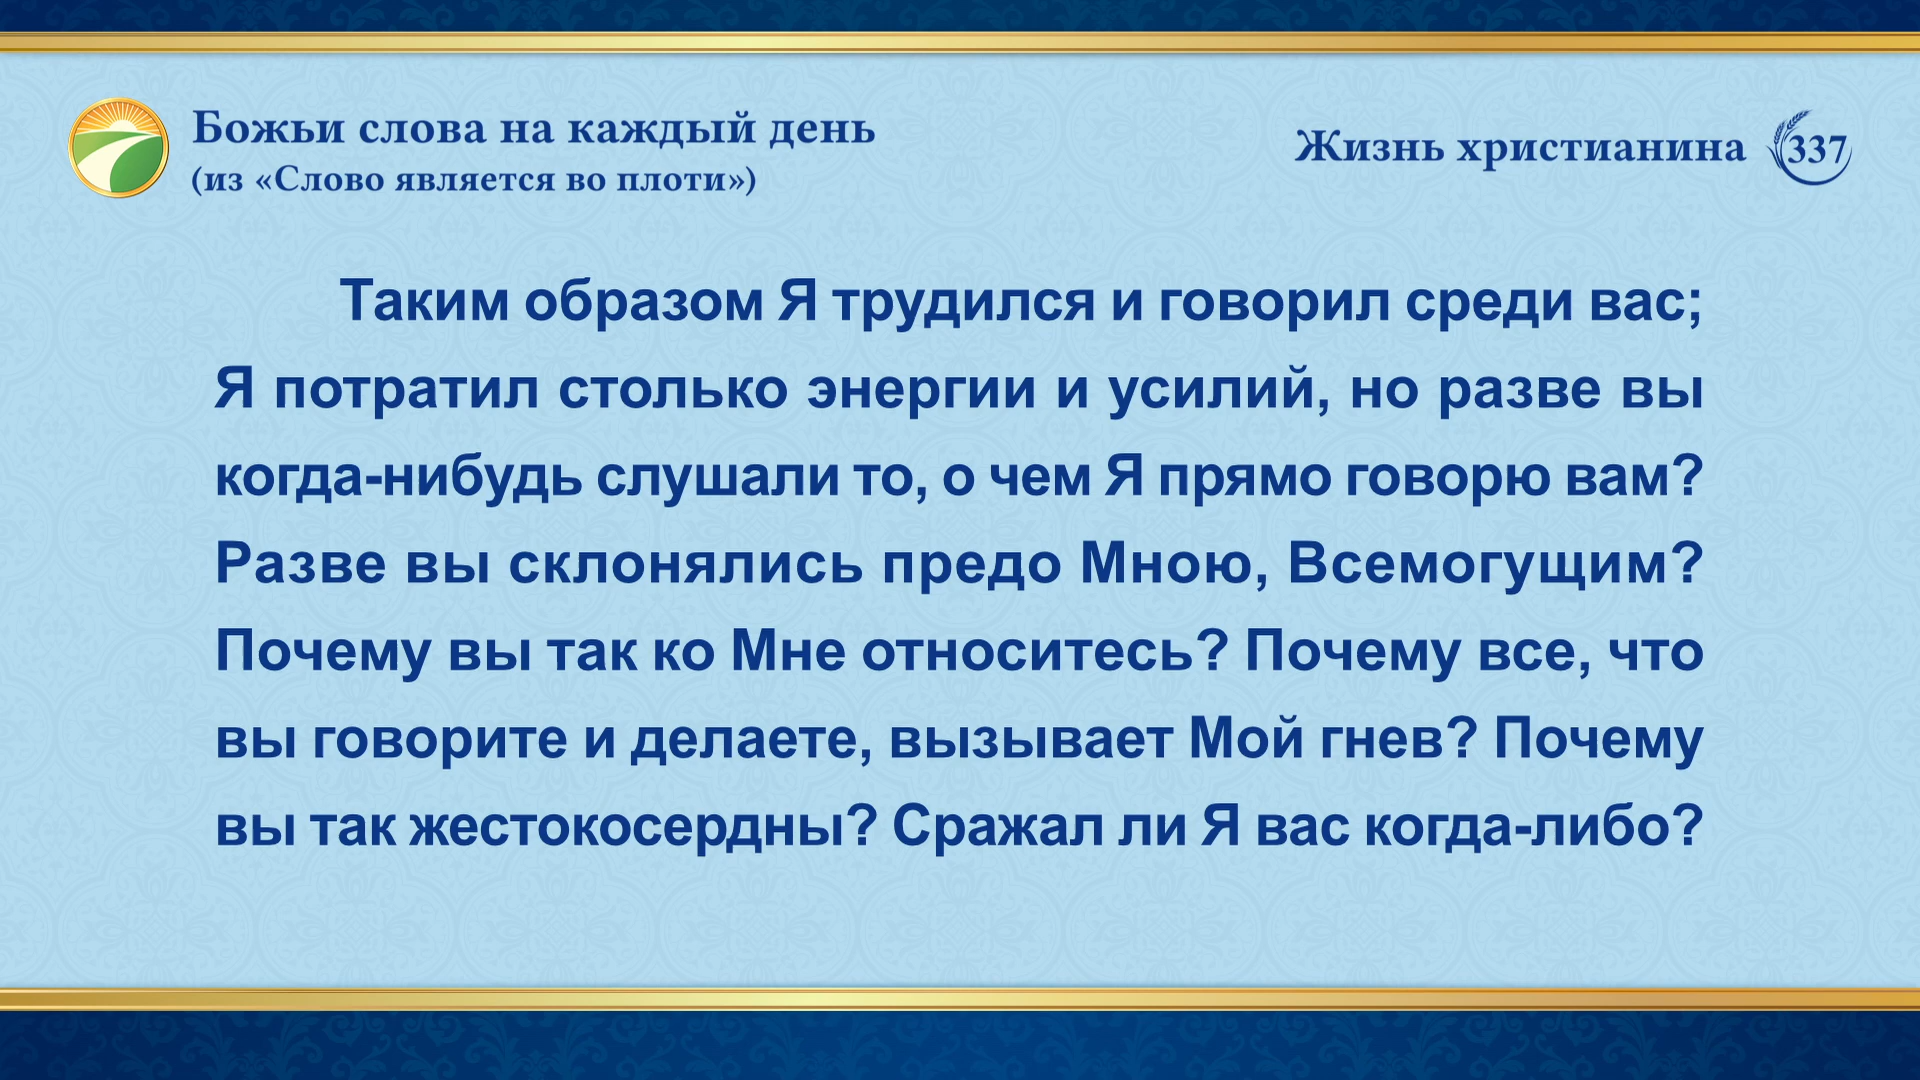 Божьи слова на каждый день
(из «Слово является во плоти»)
Жизнь христианина 337
Таким образом Я трудился и говорил среди вас;
Я потратил столько энергии и усилий, но разве вы
когда-нибудь слушали то, о чем Я прямо говорю вам?
Разве вы склонялись предо Мною, Всемогущим?
Почему вы так ко Мне относитесь? Почему все, что
вы говорите и делаете, вызывает Мой гнев? Почему
вы так жестокосердны? Сражал ли Я вас когда-либо?